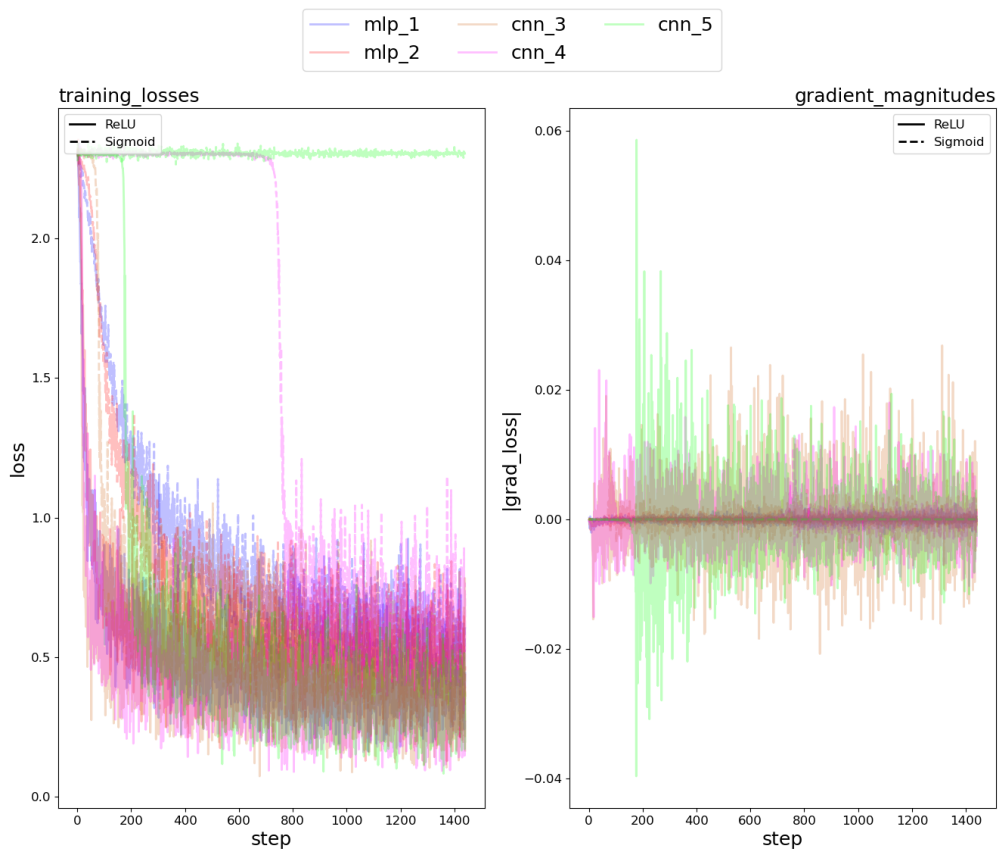 mlp_1 cnn_3 cnn_5
mlp_2 cnn_4
training_losses
ReLU
Sigmoid
loss
2.0
1.5
1.0
0.5
0.0
0 200 400 600 800 1000 1200 1400
step
gradient_magnitudes
ReLU
Sigmoid
|grad_loss|
0.06
0.04
0.02
0.00
−0.02
−0.04
0 200 400 600 800 1000 1200 1400
step